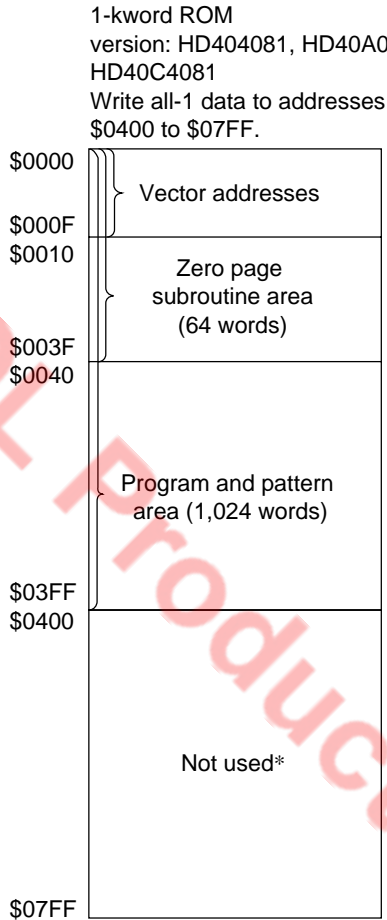 1-kword ROM
version: HD404081, HD40A0
HD40C4081
Write all-1 data to addresses
$0400 to $07FF.
$0000
Vector addresses
$000F
$0010
Zero page
subroutine area
(64 words)
$003F
$0040
Program and pattern
area (1,024 words)
$03FF
$0400
Not used*
$07FF
L Product